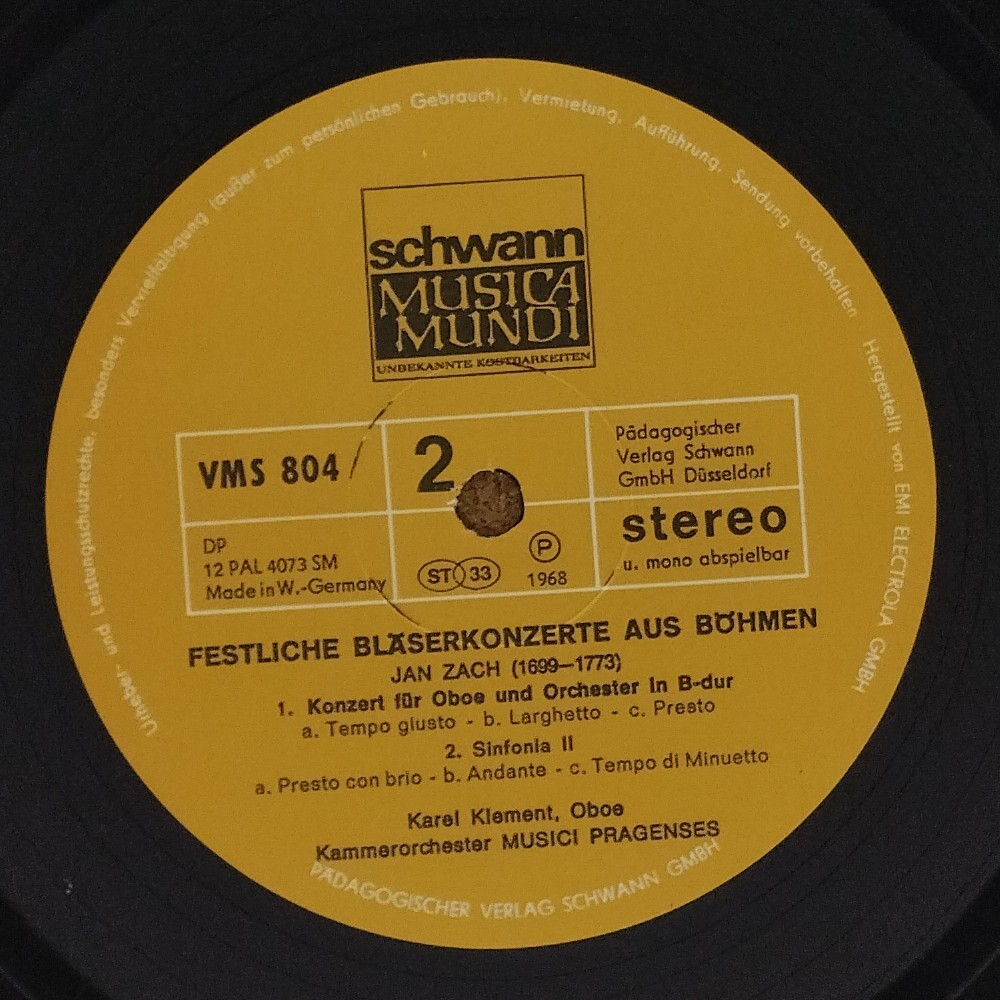 Urheber- und Leistungsschutzrechte, besonders Vervielfältigung (außer zum persönlichen Gebrauch), Vermietung, Aufführung, Sendung vorbehalten
Hergestellt von EMI ELECTROLA GMBH
schwann
MUSICA
MUNDI
UNBEKANNTE KOSTBARKEITEN
VMS 804
2
Pädagogischer
Verlag Schwann
GmbH Düsseldorf
DP
12 PAL 4073 SM
Made in W.-Germany
ST 33
P
1968
stereo
u. mono abspielbar
FESTLICHE BLÄSERKONZERTE AUS BÖHMEN
JAN ZACH (1699—1773)
1. Konzert für Oboe und Orchester in B-dur
a. Tempo giusto - b. Larghetto - c. Presto
2. Sinfonia II
a. Presto con brio - b. Andante - c. Tempo di Minuetto
Karel Klement, Oboe
Kammerorchester MUSICI PRAGENSES
PÄDAGOGISCHER VERLAG SCHWANN GMBH